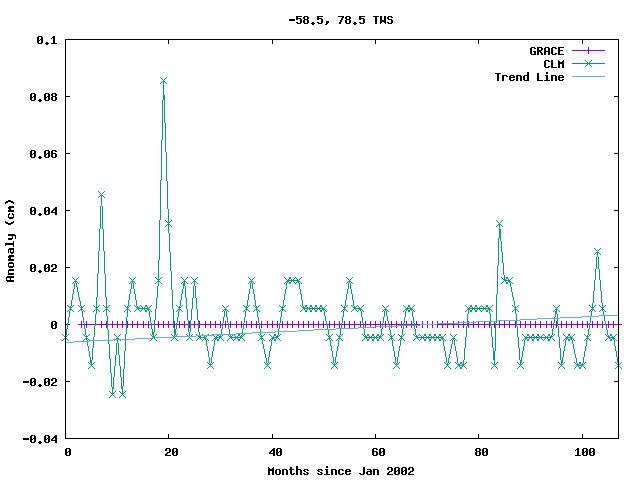 -58.5, 78.5 TWS
GRACE
CLM
Trend Line
0.1
0.08
0.06
0.04
0.02
0
-0.02
-0.04
Anomaly (cm)
0 20 40 60 80 100
Months since Jan 2002